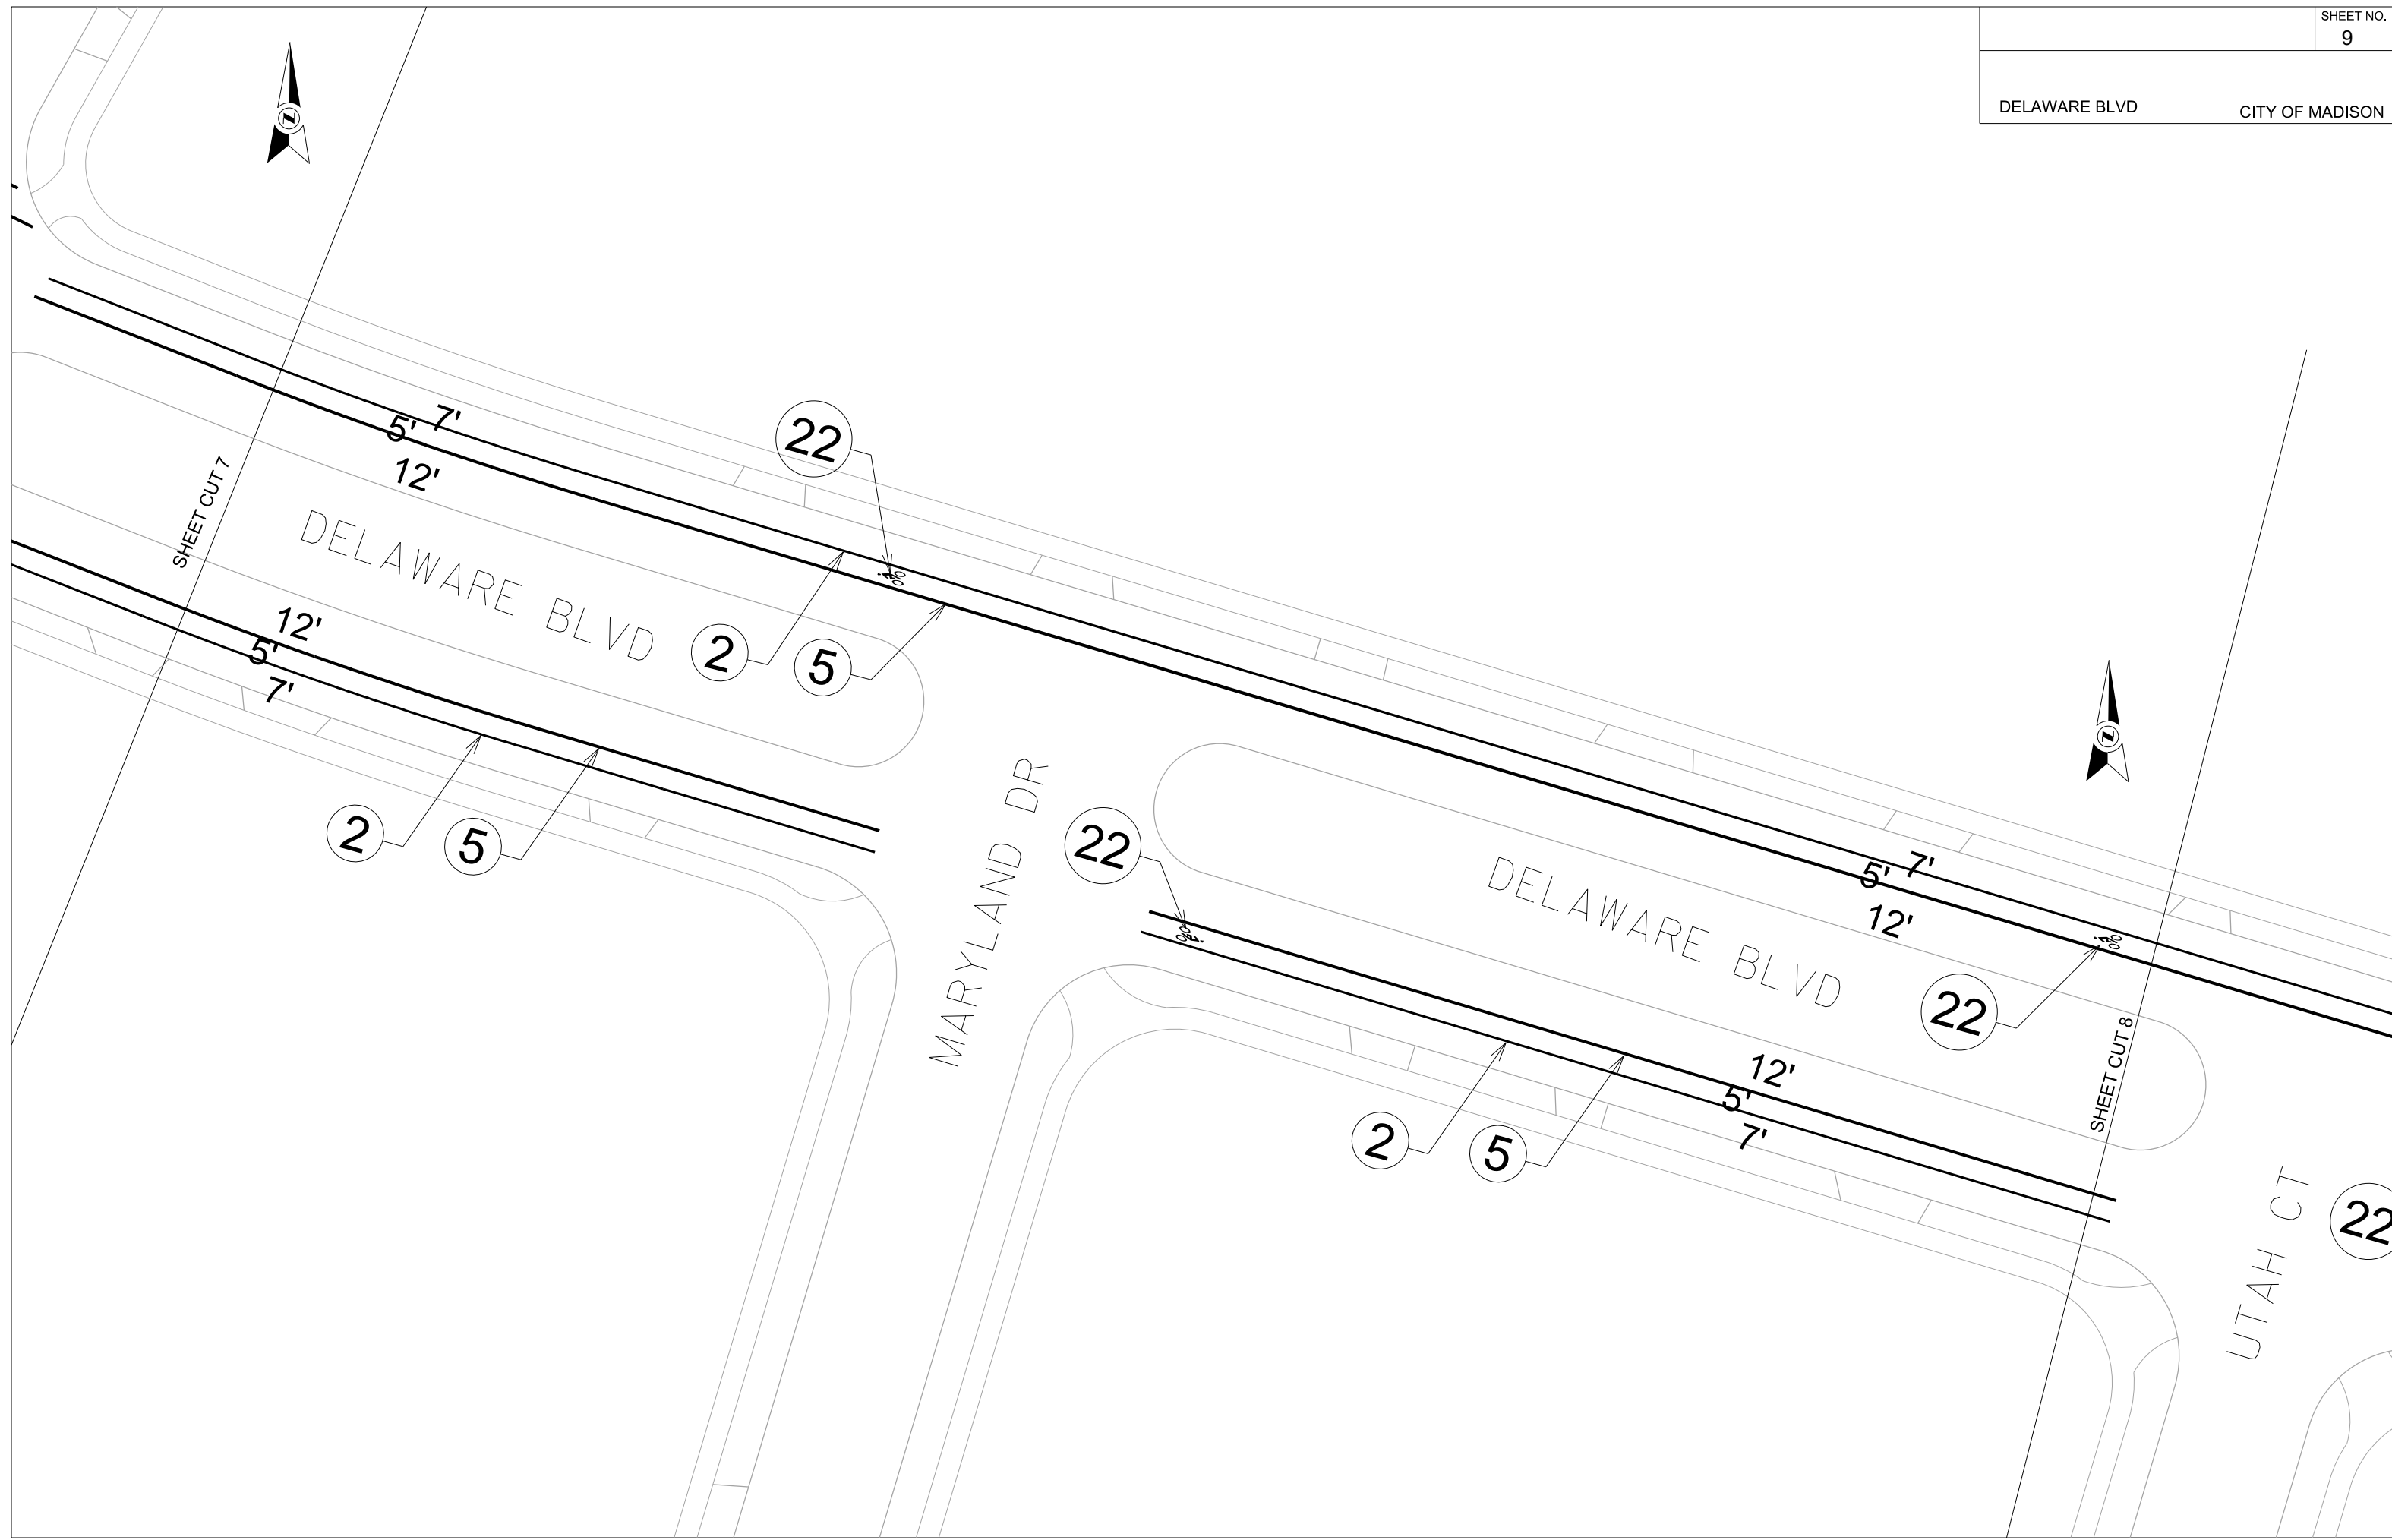 SHEET NO.
9
DELAWARE BLVD
CITY OF MADISON
N
SHEET CUT 7
7'
5'
12'
22
DELAWARE BLVD
2
5
12'
5'
7'
2
5
MARYLAND DR
22
N
7'
5'
12'
DELAWARE BLVD
22
SHEET CUT 8
12'
5'
7'
2
5
UTAH CT
22